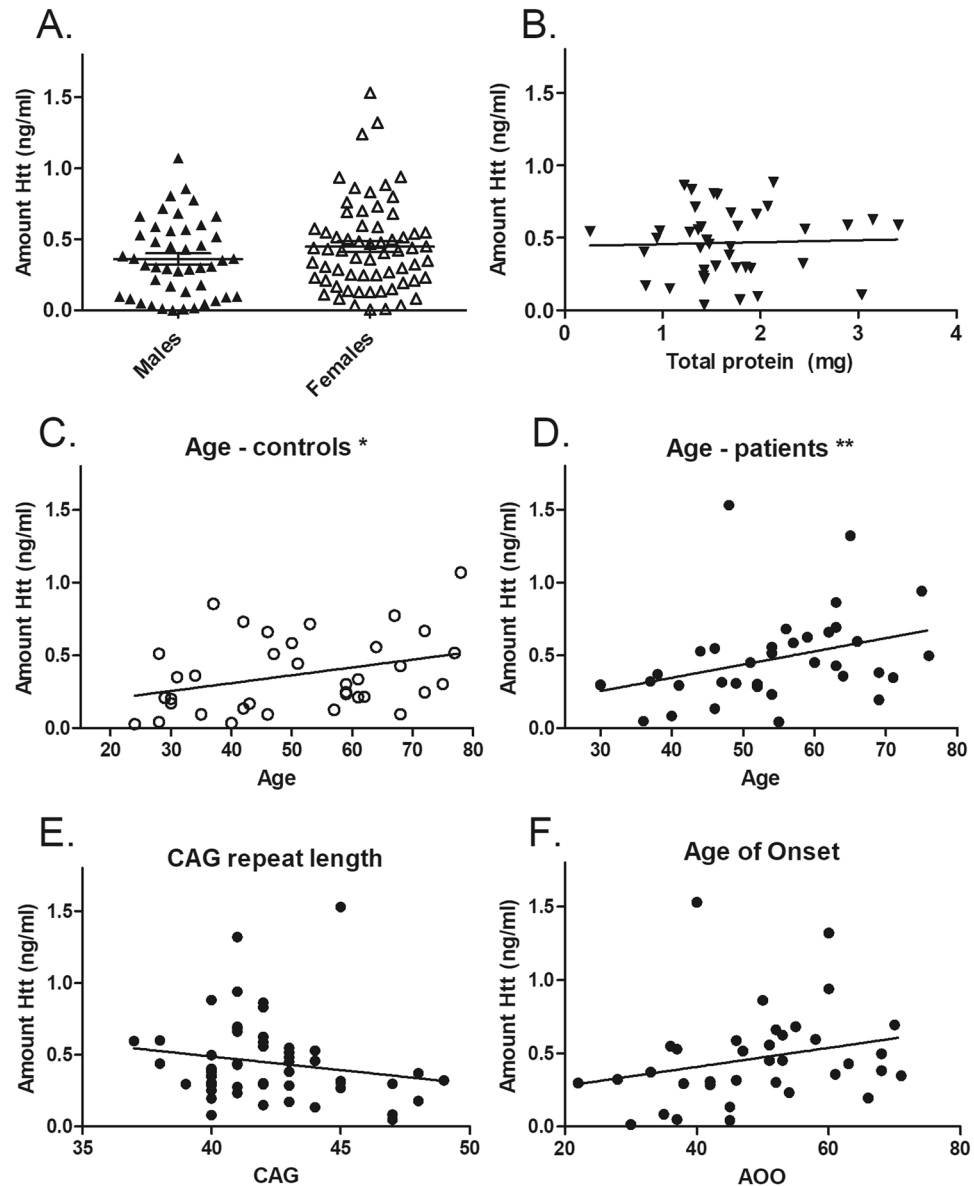 A.
Amount Htt (ng/ml)
1.5
1.0
0.5
0.0
Males
Females
B.
Amount Htt (ng/ml)
1.5
1.0
0.5
0.0
0 1 2 3 4
Total protein (mg)
C.
Age - controls *
Amount Htt (ng/ml)
1.5
1.0
0.5
0.0
20 30 40 50 60 70 80
Age
D.
Age - patients **
Amount Htt (ng/ml)
1.5
1.0
0.5
0.0
30 40 50 60 70 80
Age
E.
CAG repeat length
Amount Htt (ng/ml)
1.5
1.0
0.5
0.0
35 40 45 50
CAG
F.
Age of Onset
Amount Htt (ng/ml)
1.5
1.0
0.5
0.0
20 40 60 80
AOO